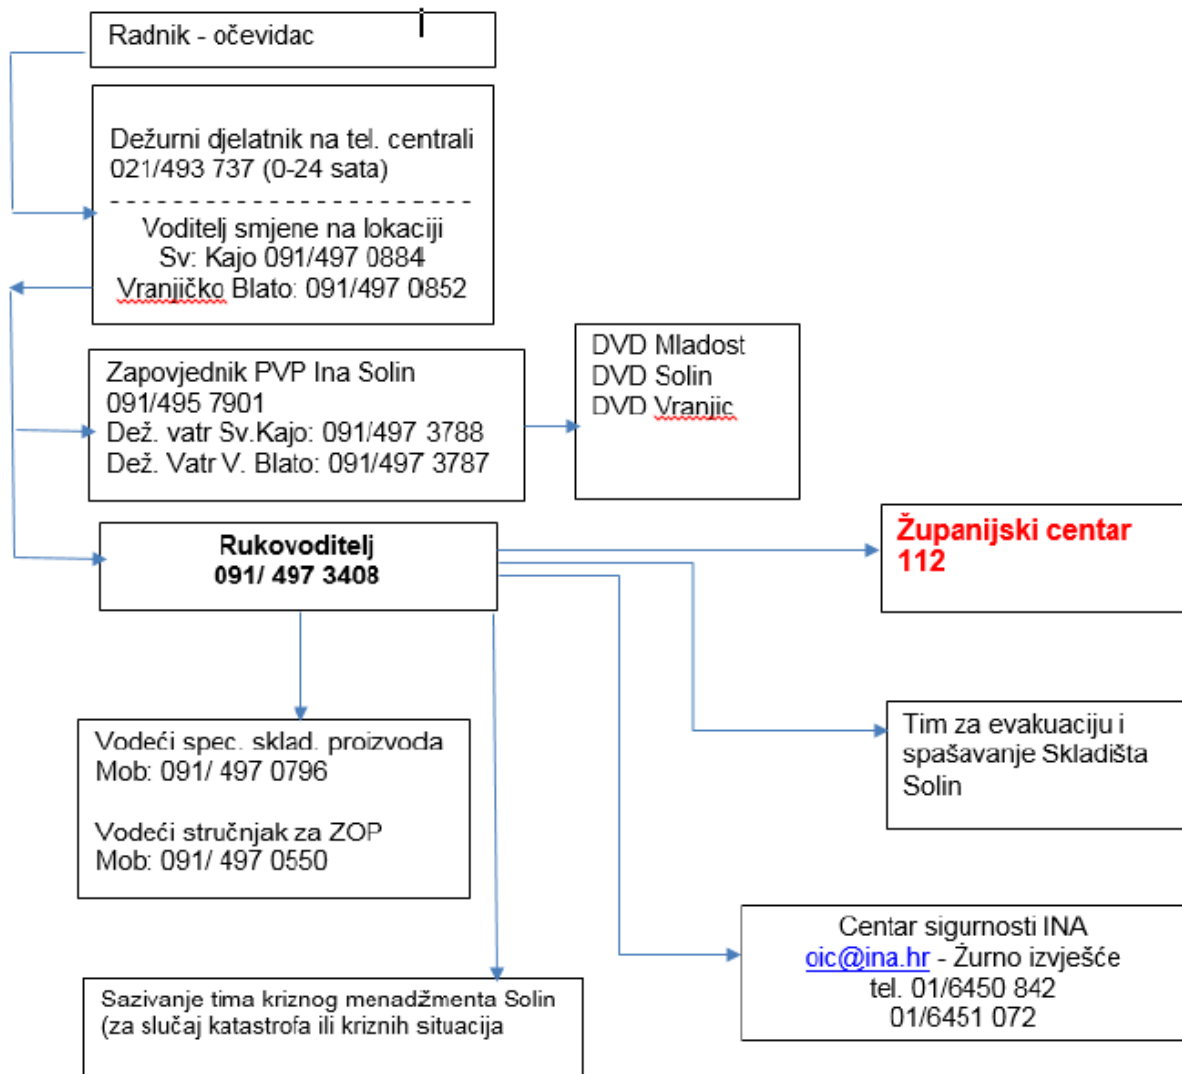 Radnik - očevidac
Dežurni djelatnik na tel. centrali
021/493 737 (0-24 sata)
Voditelj smjene na lokaciji
Sv: Kajo 091/497 0884
Vranjičko Blato: 091/497 0852
Zapovjednik PVP Ina Solin
091/495 7901
Dež. vatr Sv.Kajo: 091/497 3788
Dež. Vatr V. Blato: 091/497 3787
DVD Mladost
DVD Solin
DVD Vranjic
Rukovoditelj
091/ 497 3408
Županijski centar
112
Vodeći spec. sklad. proizvoda
Mob: 091/ 497 0796
Vodeći stručnjak za ZOP
Mob: 091/ 497 0550
Tim za evakuaciju i
spašavanje Skladišta
Solin
Centar sigurnosti INA
oic@ina.hr - Žurno izvješće
tel. 01/6450 842
01/6451 072
Sazivanje tima kriznog menadžmenta Solin
(za slučaj katastrofa ili kriznih situacija